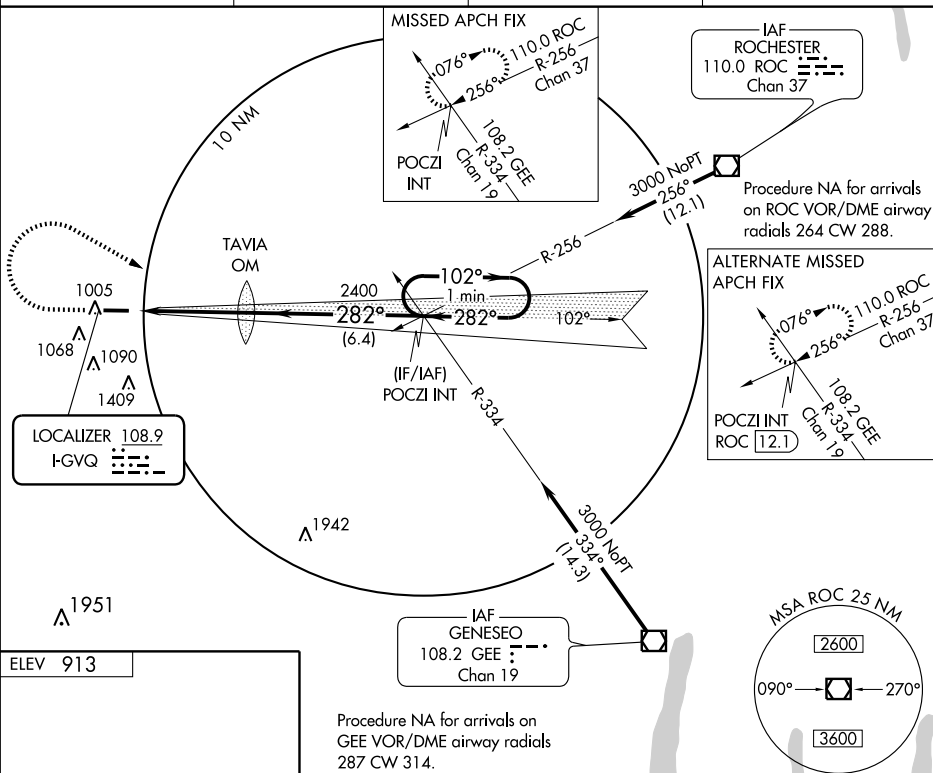 MISSED APCH FIX
076°
256°
110.0 ROC
R-256
Chan 37
108.2 GEE
R-334
Chan 19
POCZI
INT
IAF
ROCHESTER
110.0 ROC
Chan 37
10 NM
3000 NoPT
256°
(12.1)
R-256
Procedure NA for arrivals
on ROC VOR/DME airway
radials 264 CW 288.
TAVIA
OM
2400
282°
(6.4)
102°
1 min
282°
102°
(IF/IAF)
POCZI INT
R-334
1005
1068
1090
1409
LOCALIZER 108.9
I-GVQ
ALTERNATE MISSED
APCH FIX
076°
256°
110.0 ROC
R-256
Chan 37
108.2 GEE
R-334
Chan 19
POCZI INT
ROC 12.1
1942
1951
3000 NoPT
334°
(14.3)
IAF
GENESEO
108.2 GEE
Chan 19
MSA ROC 25 NM
2600
090°
270°
3600
ELEV 913
Procedure NA for arrivals on
GEE VOR/DME airway radials
287 CW 314.